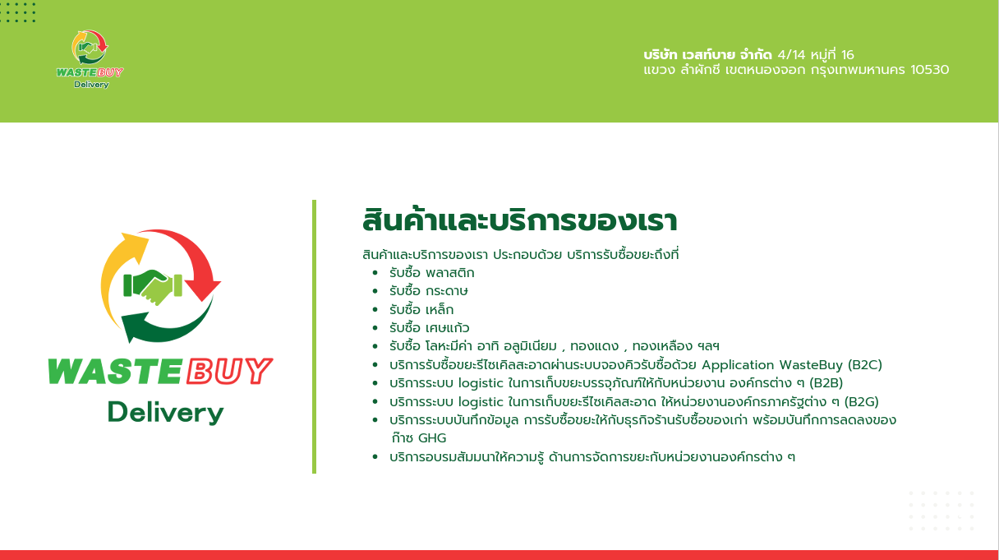 WASTE BUY
Delivery
บริษัท เวสท์บาย จำกัด 4/14 หมู่ที่ 16
แขวง ลำผักชี เขตหนองจอก กรุงเทพมหานคร 10530
WASTE BUY
Delivery
สินค้าและบริการของเรา
สินค้าและบริการของเรา ประกอบด้วย บริการรับซื้อขยะถึงที่
• รับซื้อ พลาสติก
• รับซื้อ กระดาษ
• รับซื้อ เหล็ก
• รับซื้อ เศษแก้ว
• รับซื้อ โลหะมีค่า อาทิ อลูมิเนียม , ทองแดง , ทองเหลือง ฯลฯ
• บริการรับซื้อขยะรีไซเคิลสะอาดผ่านระบบจองคิวรับซื้อด้วย Application WasteBuy (B2C)
• บริการระบบ logistic ในการเก็บขยะบรรจุภัณฑ์ให้กับหน่วยงาน องค์กรต่าง ๆ (B2B)
• บริการระบบ logistic ในการเก็บขยะรีไซเคิลสะอาด ให้หน่วยงานองค์กรภาครัฐต่าง ๆ (B2G)
• บริการระบบบันทึกข้อมูล การรับซื้อขยะให้กับธุรกิจร้านรับซื้อของเก่า พร้อมบันทึกการลดลงของ
ก๊าซ GHG
• บริการอบรมสัมมนาให้ความรู้ ด้านการจัดการขยะกับหน่วยงานองค์กรต่าง ๆ